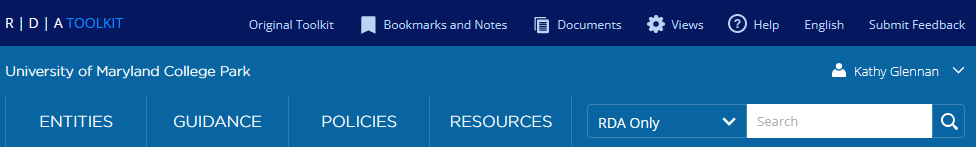 R | D | A TOOLKIT Original Toolkit Bookmarks and Notes Documents Views ? Help English Submit Feedback
University of Maryland College Park Kathy Glennan
ENTITIES GUIDANCE POLICIES RESOURCES RDA Only Search